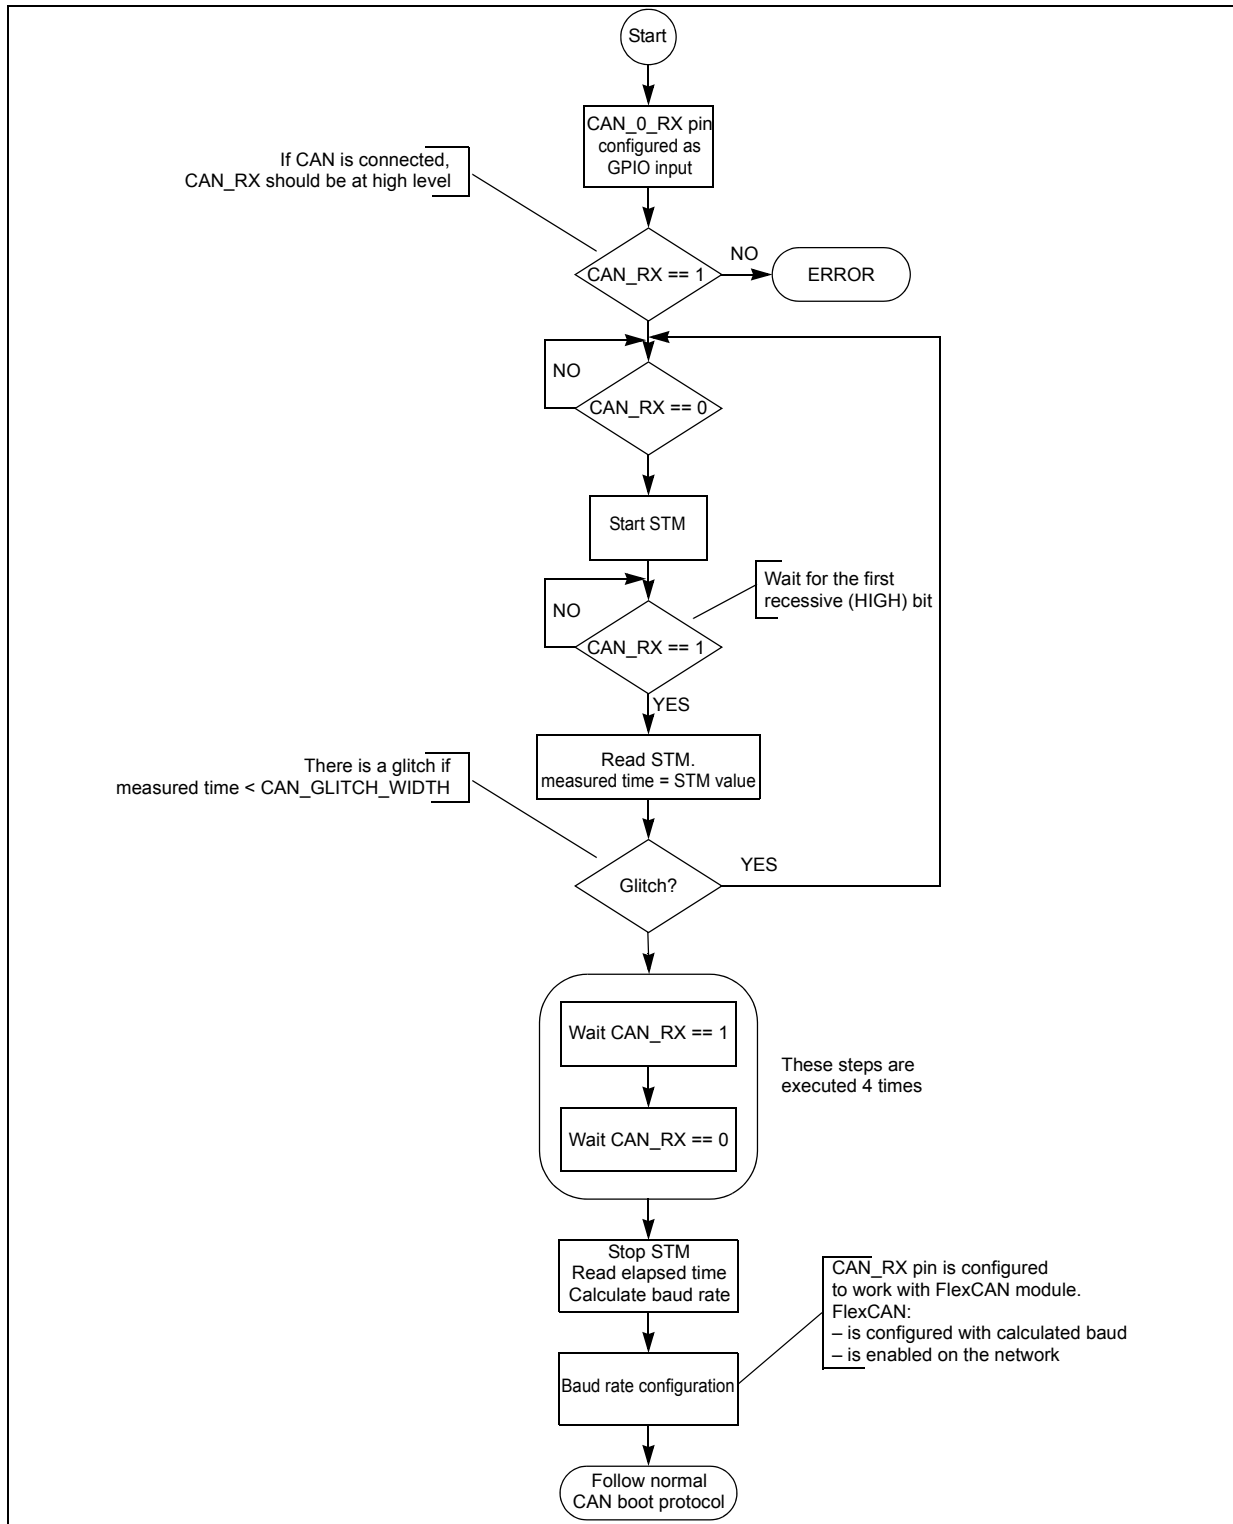 Start
CAN_0_RX pin
configured as
GPIO input
If CAN is connected,
CAN_RX should be at high level
CAN_RX == 1
NO
ERROR
NO
CAN_RX == 0
Start STM
Wait for the first
recessive (HIGH) bit
NO
CAN_RX == 1
YES
Read STM.
measured time = STM value
There is a glitch if
measured time < CAN_GLITCH_WIDTH
Glitch?
YES
Wait CAN_RX == 1
These steps are
executed 4 times
Wait CAN_RX == 0
Stop STM
Read elapsed time
Calculate baud rate
CAN_RX pin is configured
to work with FlexCAN module.
FlexCAN:
– is configured with calculated baud
– is enabled on the network
Baud rate configuration
Follow normal
CAN boot protocol